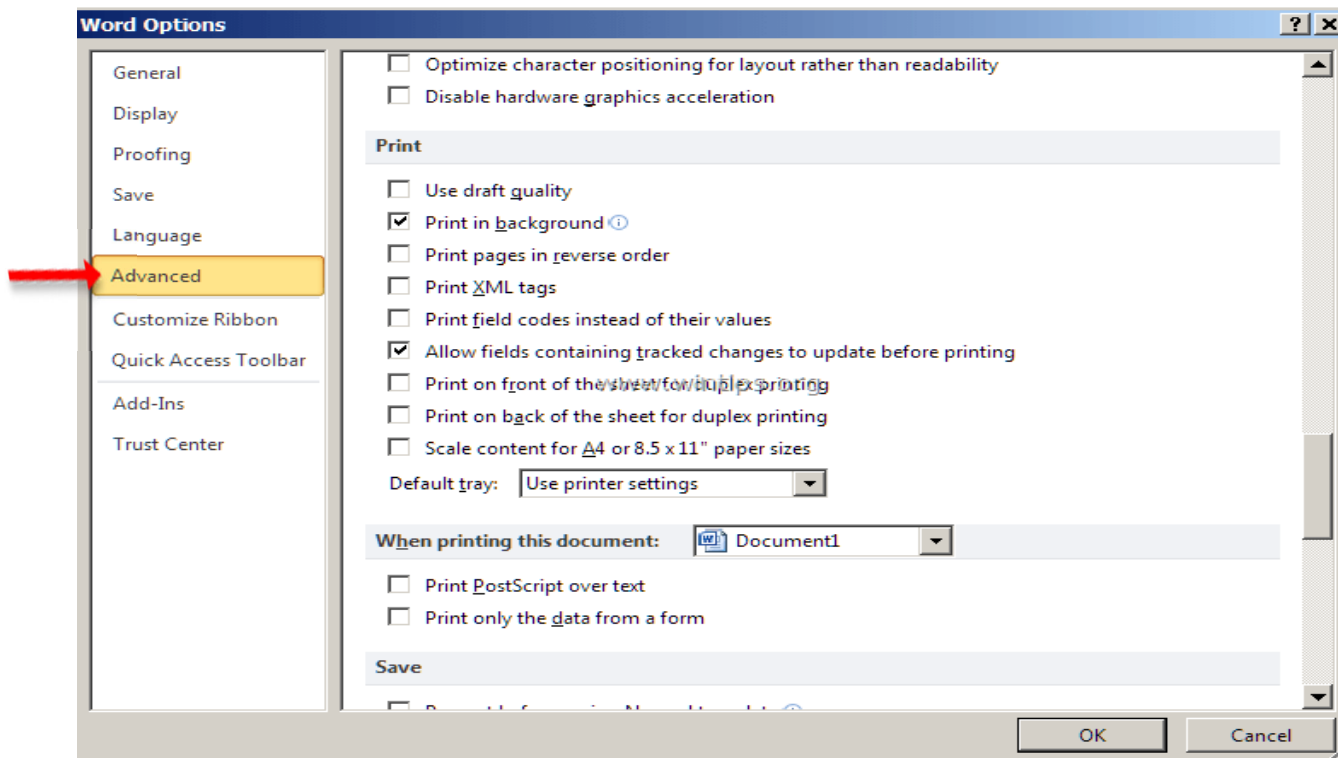 Word Options
General
Display
Proofing
Save
Language
Advanced
Customize Ribbon
Quick Access Toolbar
Add-Ins
Trust Center
Optimize character positioning for layout rather than readability
Disable hardware graphics acceleration
Print
Use draft quality
Print in background
Print pages in reverse order
Print XML tags
Print field codes instead of their values
Allow fields containing tracked changes to update before printing
Print on front of the sheet for duplex printing
Print on back of the sheet for duplex printing
Scale content for A4 or 8.5 x 11" paper sizes
Default tray: Use printer settings
When printing this document: Document1
Print PostScript over text
Print only the data from a form
Save
OK Cancel